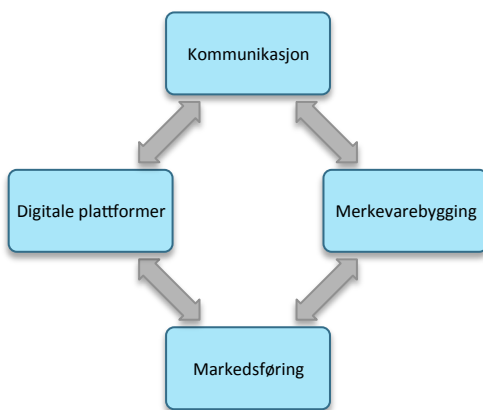 Kommunikasjon
Digitale plattformer
Merkevarebygging
Markedsføring